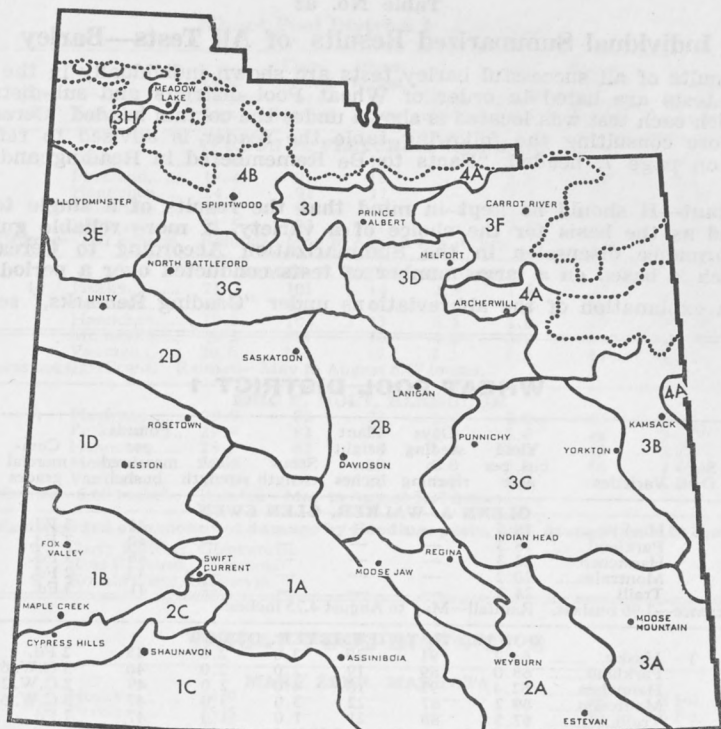 MEADOW
LAKE
3H
4B
4A
LLOYDMINSTER
SPIRITWOOD
3J
PRINCE
ALBERT
CARROT RIVER
3F
3E
NORTH BATTLEFORD
MELFORT
3D
4A
UNITY
3G
ARCHERWILL
2D
SASKATOON
LANIGAN
4A
ROSETOWN
2B
KAMSACK
1D
PUNNICHY
3B
ESTON
DAVIDSON
YORKTON
3C
FOX
VALLEY
REGINA
INDIAN HEAD
SWIFT
CURRENT
MOOSE JAW
1B
1A
2C
MAPLE CREEK
MOOSE
MOUNTAIN
CYPRESS HILLS
SHAUNAVON
ASSINIBOIA
WEYBURN
3A
1C
2A
ESTEVAN